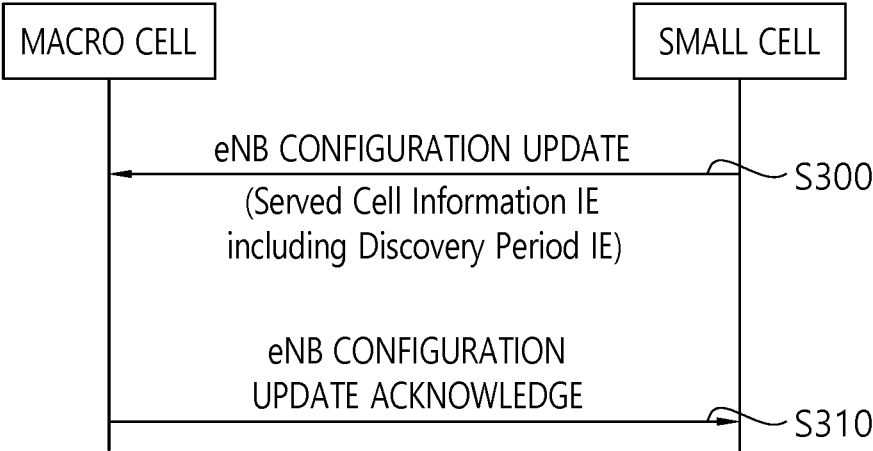 MACRO CELL
SMALL CELL
eNB CONFIGURATION UPDATE
S300
(Served Cell Information IE
including Discovery Period IE)
eNB CONFIGURATION
UPDATE ACKNOWLEDGE
S310